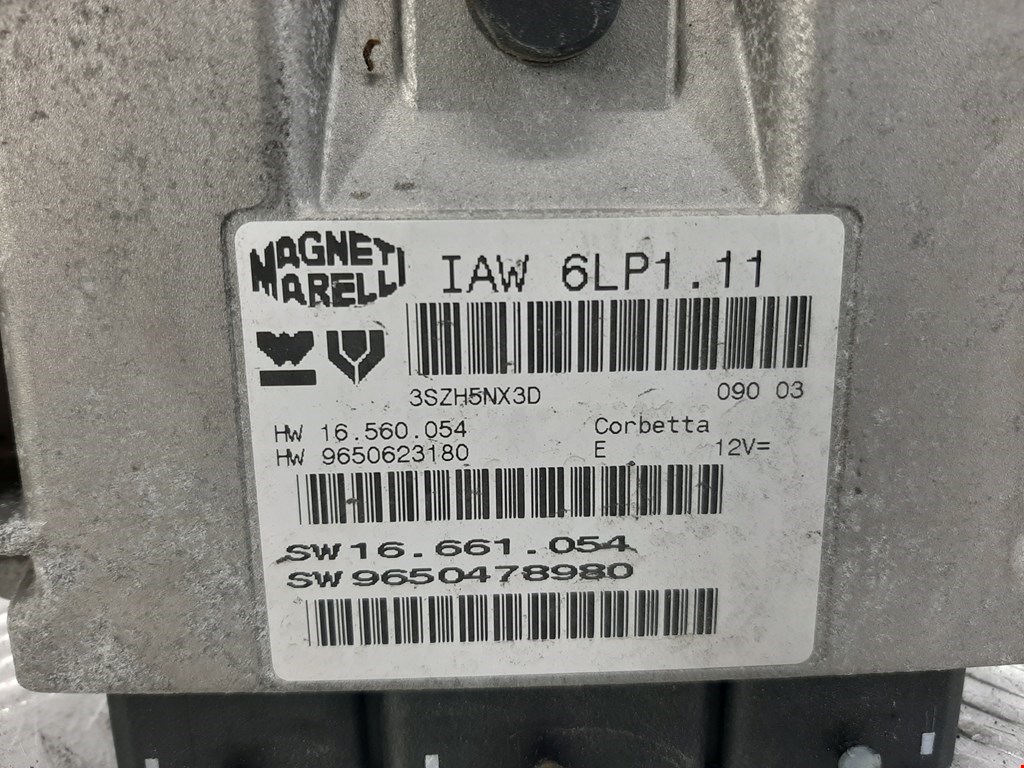 MAGNETI
MARELLI
IAW 6LP1.11
3SZH5NX3D 090 03
HW 16.560.054 Corbetta
HW 9650623180 E 12V=
SW 16.661.054
SW 9650478980